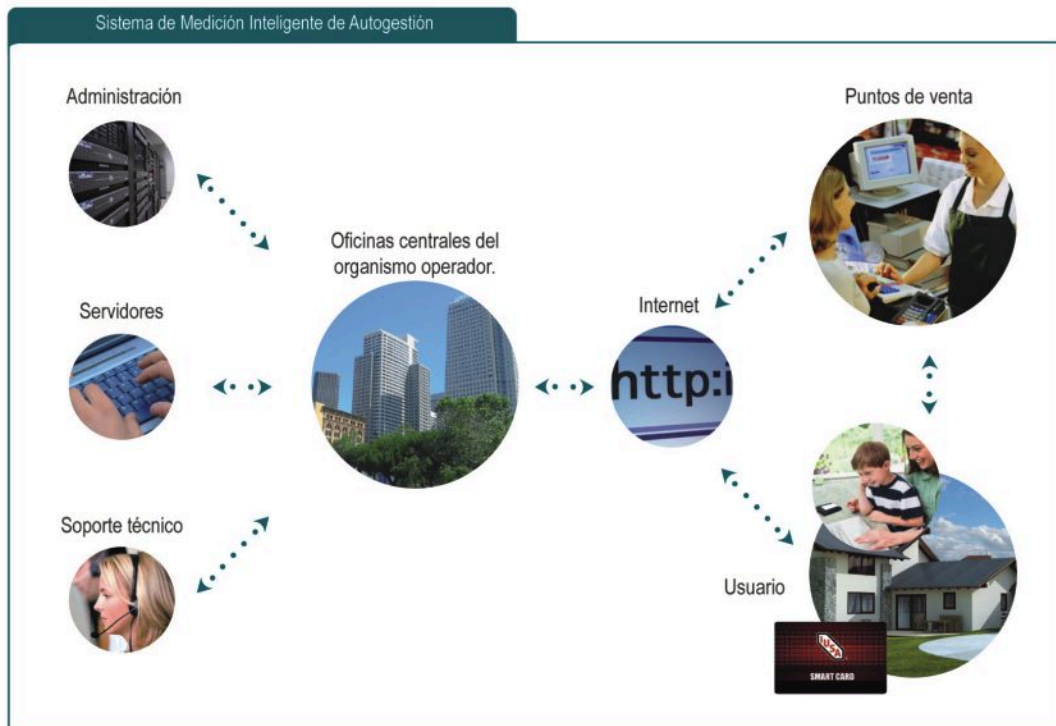 Sistema de Medición Inteligente de Autogestión
Administración
Puntos de venta
Oficinas centrales del
organismo operador.
Servidores
Internet
http:i
Soporte técnico
Usuario
IUSA
SMART CARD